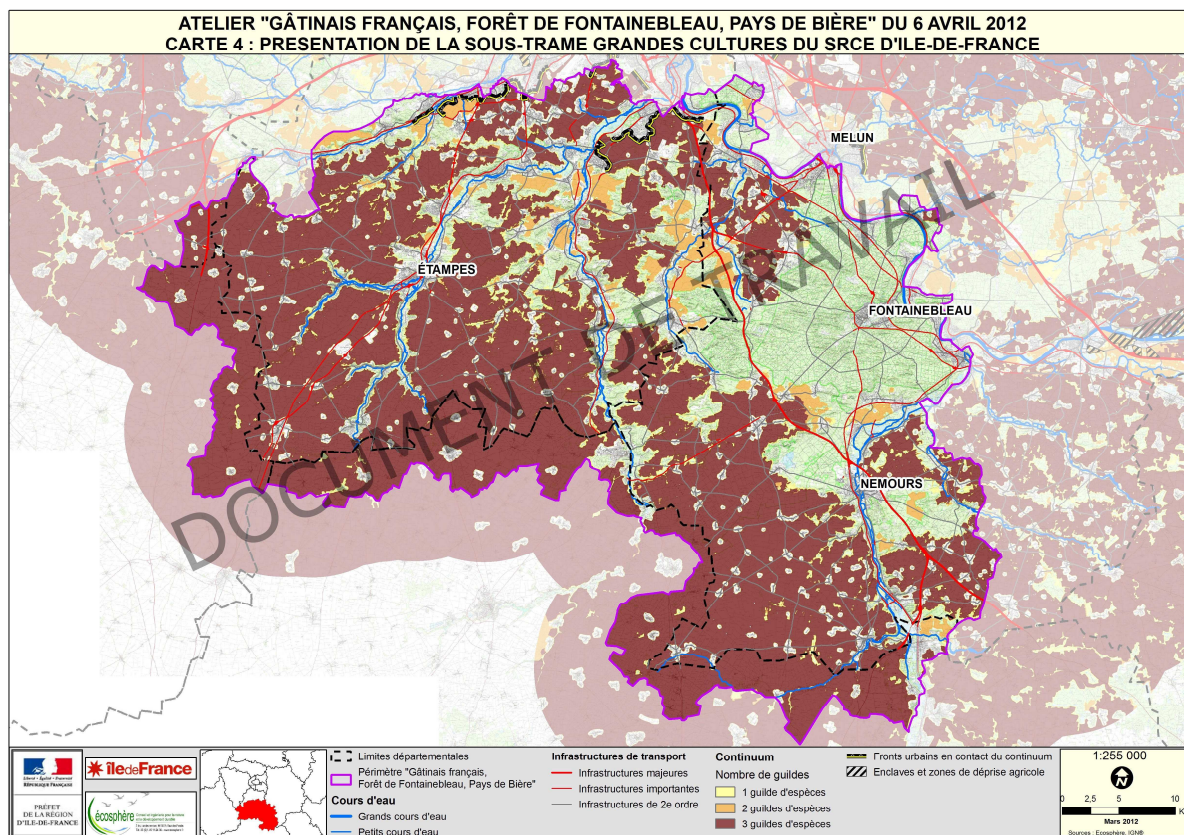 ATELIER "GÂTINAIS FRANÇAIS, FORÊT DE FONTAINEBLEAU, PAYS DE BIÈRE" DU 6 AVRIL 2012
CARTE 4 : PRESENTATION DE LA SOUS-TRAME GRANDES CULTURES DU SRCE D'ILE-DE-FRANCE
MELUN
ÉTAMPES
FONTAINEBLEAU
NEMOURS
DOCUMENT DE TRAVAIL
Liberté • Égalité • Fraternité
RÉPUBLIQUE FRANÇAISE
PRÉFET
DE LA RÉGION
D'ILE-DE-FRANCE
îledeFrance
écosphère
Limites départementales
Périmètre "Gâtinais français,
Forêt de Fontainebleau, Pays de Bière"
Cours d'eau
Grands cours d'eau
Petits cours d'eau
Infrastructures de transport
Infrastructures majeures
Infrastructures importantes
Infrastructures de 2e ordre
Continuum
Nombre de guildes
1 guilde d'espèces
2 guildes d'espèces
3 guildes d'espèces
Fronts urbains en contact du continuum
Enclaves et zones de déprise agricole
1:255 000
0 2,5 5 10
K
Mars 2012
Sources : Ecosphère, IGN®